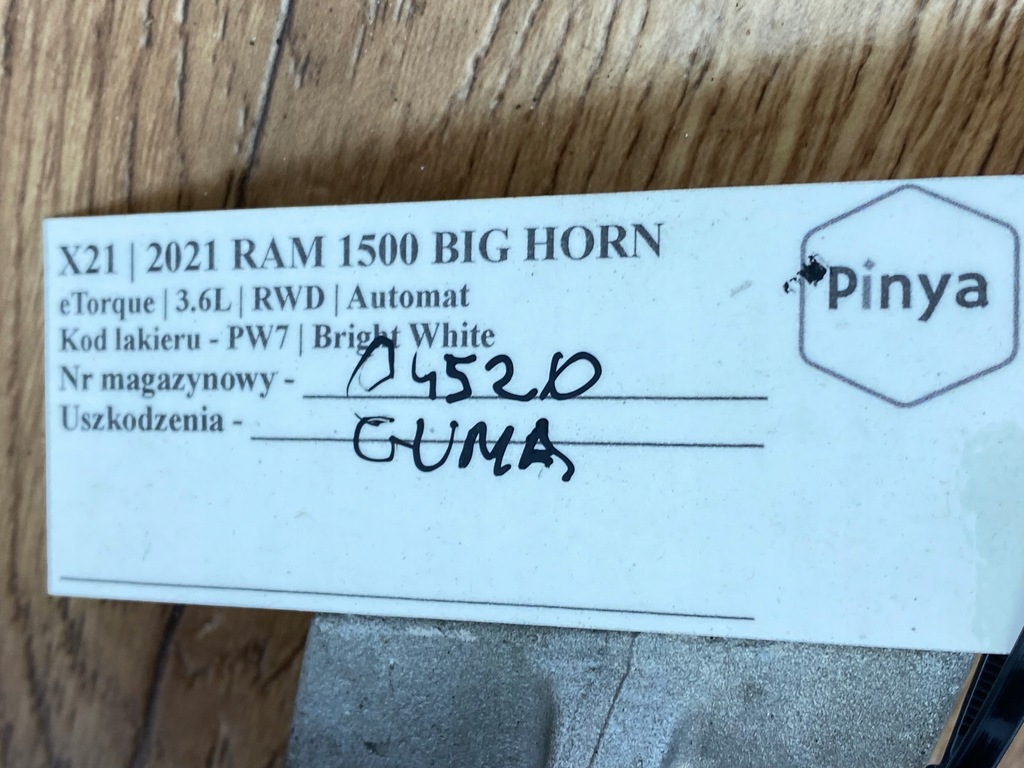 X21 | 2021 RAM 1500 BIG HORN
eTorque | 3.6L | RWD | Automat
Kod lakieru - PW7 | Bright White
Nr magazynowy - 04520
Uszkodzenia - GUMA
Pinya